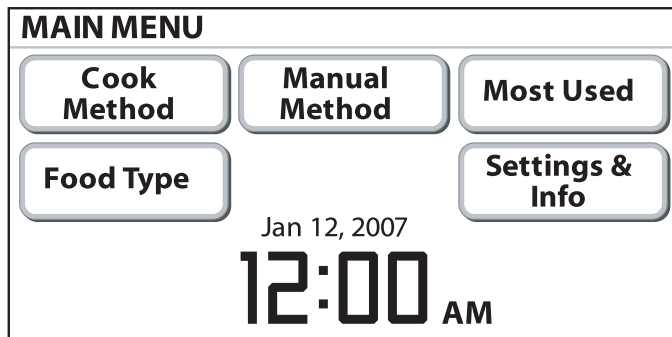 MAIN MENU
Cook
Method
Manual
Method
Most Used
Food Type
Settings &
Info
Jan 12, 2007
12:00 AM